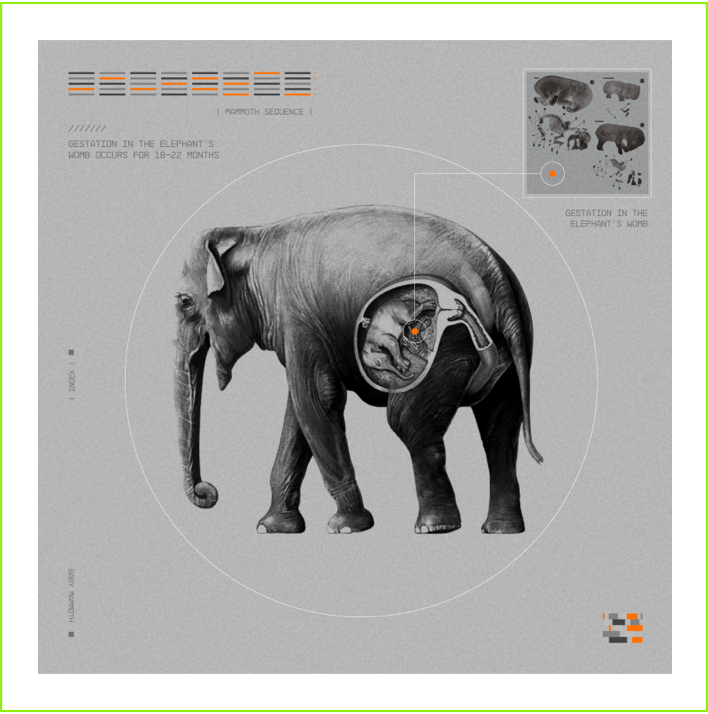 | MAMMOTH SEQUENCE |
///////
GESTATION IN THE ELEPHANT'S
WOMB OCCURS FOR 18-22 MONTHS
GESTATION IN THE
ELEPHANT'S WOMB
| INDEX |
BABY MAMMOTH